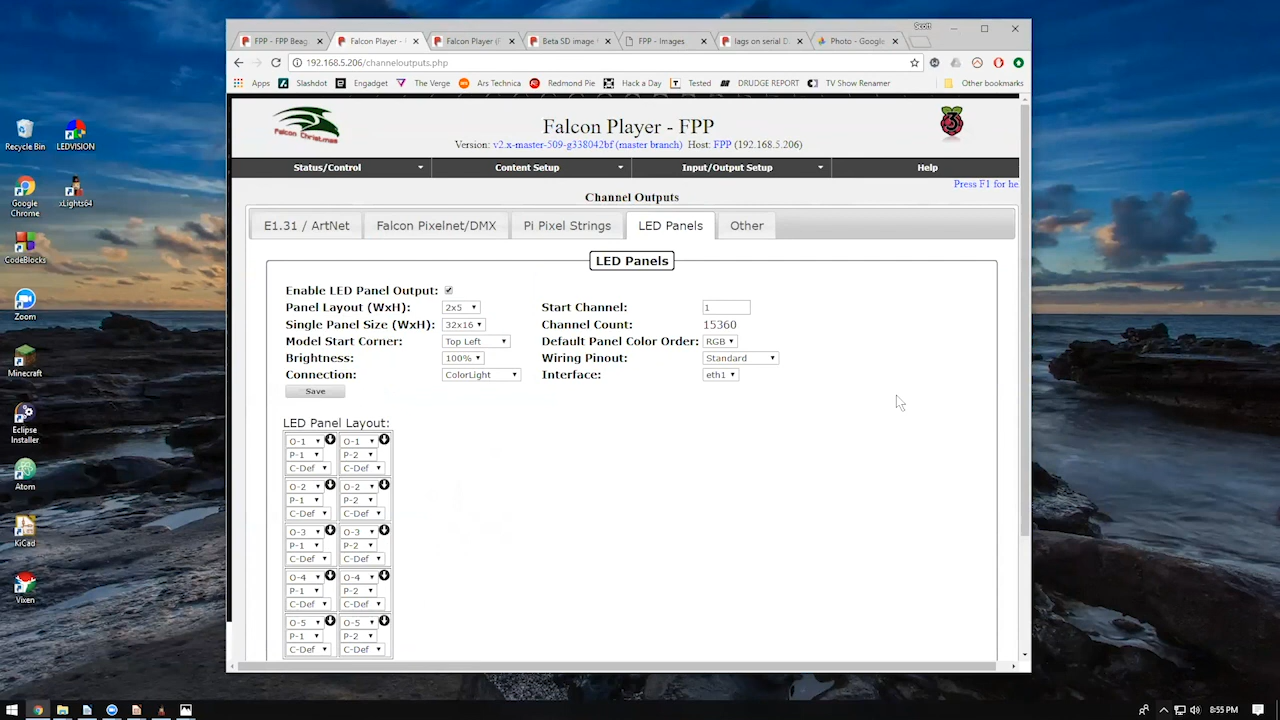 Scott
FPP - FPP Beag
Falcon Player -
Falcon Player (F
Beta SD image
FPP - Images
lags on serial D
Photo - Google
192.168.5.206/channeloutputs.php
Apps
Slashdot
Engadget
The Verge
Ars Technica
Redmond Pie
Hack a Day
Tested
DRUDGE REPORT
TV Show Renamer
Other bookmarks
Falcon Christmas
Falcon Player - FPP
Version: v2.x-master-509-g338042bf (master branch) Host: FPP (192.168.5.206)
Status/Control
Content Setup
Input/Output Setup
Help
Press F1 for he
Channel Outputs
E1.31 / ArtNet
Falcon Pixelnet/DMX
Pi Pixel Strings
LED Panels
Other
LED Panels
Enable LED Panel Output:
Panel Layout (WxH): 2x5 Start Channel: 1
Single Panel Size (WxH): 32x16 Channel Count: 15360
Model Start Corner: Top Left Default Panel Color Order: RGB
Brightness: 100% Wiring Pinout: Standard
Connection: ColorLight Interface: eth1
Save
LED Panel Layout:
O-1 O-1
P-1 P-2
C-Def C-Def
O-2 O-2
P-1 P-2
C-Def C-Def
O-3 O-3
P-1 P-2
C-Def C-Def
O-4 O-4
P-1 P-2
C-Def C-Def
O-5 O-5
P-1 P-2
C-Def C-Def
Recycle Bin
LEDVISION
Google
Chrome
xLights64
CodeBlocks
Zoom
Minecraft
Eclipse
Installer
Atom
KiCad
Vixen
8:55 PM